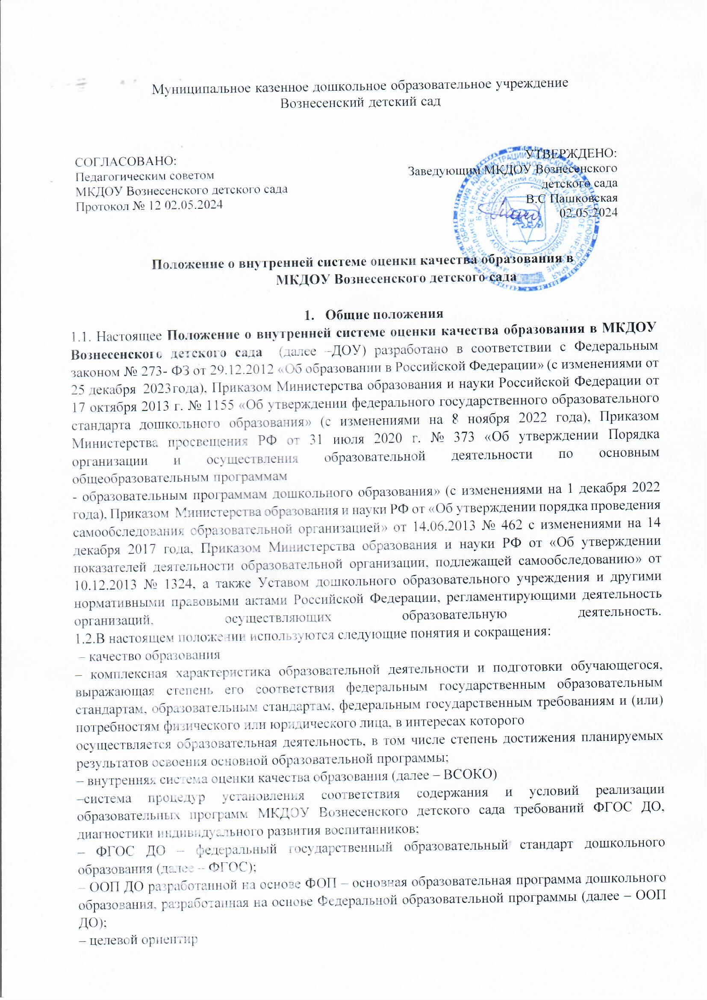 Муниципальное казенное дошкольное образовательное учреждение
Вознесенский детский сад
СОГЛАСОВАНО:
Педагогическим советом
МКДОУ Вознесенского детского сада
Протокол № 12 02.05.2024
УТВЕРЖДЕНО:
Заведующим МКДОУ Вознесенского
детского сада
В.С Пашковская
02.05.2024
Положение о внутренней системе оценки качества образования в
МКДОУ Вознесенского детского сада
1. Общие положения
1.1. Настоящее Положение о внутренней системе оценки качества образования в МКДОУ
Вознесенского детского сада (далее –ДОУ) разработано в соответствии с Федеральным
законом № 273- ФЗ от 29.12.2012 «Об образовании в Российской Федерации» (с изменениями от
25 декабря 2023года), Приказом Министерства образования и науки Российской Федерации от
17 октября 2013 г. № 1155 «Об утверждении федерального государственного образовательного
стандарта дошкольного образования» (с изменениями на 8 ноября 2022 года), Приказом
Министерства просвещения РФ от 31 июля 2020 г. № 373 «Об утверждении Порядка
организации и осуществления образовательной деятельности по основным
общеобразовательным программам
- образовательным программам дошкольного образования» (с изменениями на 1 декабря 2022
года), Приказом Министерства образования и науки РФ от «Об утверждении порядка проведения
самообследования образовательной организацией» от 14.06.2013 № 462 с изменениями на 14
декабря 2017 года, Приказом Министерства образования и науки РФ от «Об утверждении
показателей деятельности образовательной организации, подлежащей самообследованию» от
10.12.2013 № 1324, а также Уставом дошкольного образовательного учреждения и другими
нормативными правовыми актами Российской Федерации, регламентирующими деятельность
организаций, осуществляющих образовательную деятельность.
1.2.В настоящем положении используются следующие понятия и сокращения:
– качество образования
– комплексная характеристика образовательной деятельности и подготовки обучающегося,
выражающая степень его соответствия федеральным государственным образовательным
стандартам, образовательным стандартам, федеральным государственным требованиям и (или)
потребностям физического или юридического лица, в интересах которого
осуществляется образовательная деятельность, в том числе степень достижения планируемых
результатов освоения основной образовательной программы;
– внутренняя система оценки качества образования (далее – ВСОКО)
–система процедур установления соответствия содержания и условий реализации
образовательных программ МКДОУ Вознесенского детского сада требований ФГОС ДО,
диагностики индивидуального развития воспитанников;
– ФГОС ДО – федеральный государственный образовательный стандарт дошкольного
образования (далее – ФГОС);
– ООП ДО разработанной на основе ФОП – основная образовательная программа дошкольного
образования, разработанная на основе Федеральной образовательной программы (далее – ООП
ДО);
– целевой ориентир